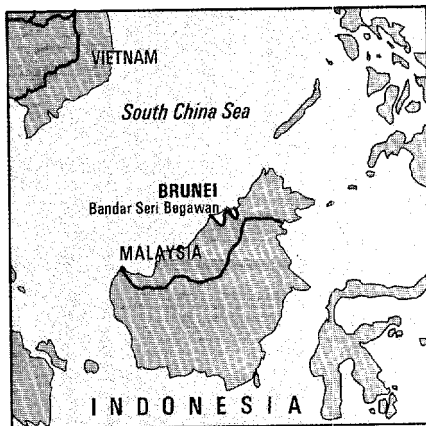 VIETNAM
South China Sea
BRUNEI
Bandar Seri Begawan
MALAYSIA
INDONESIA